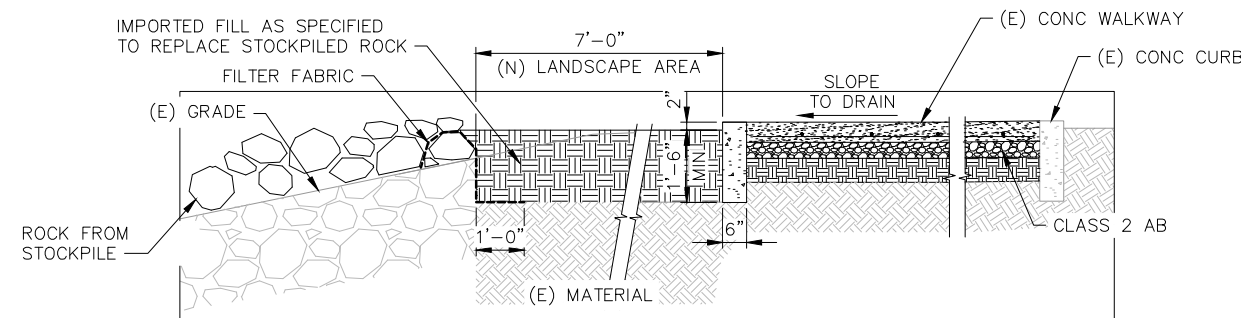 IMPORTED FILL AS SPECIFIED
TO REPLACE STOCKPILED ROCK
FILTER FABRIC
(E) GRADE
7'-0"
(N) LANDSCAPE AREA
2"
1'-6"
MIN
SLOPE
TO DRAIN
(E) CONC WALKWAY
(E) CONC CURB
ROCK FROM
STOCKPILE
1'-0"
6"
CLASS 2 AB
(E) MATERIAL